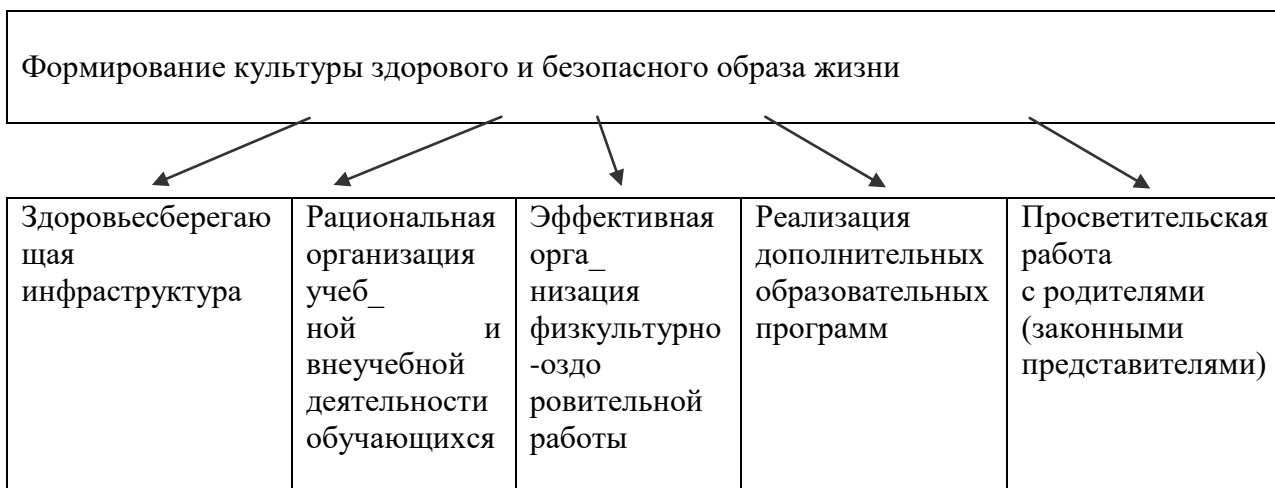 Формирование культуры здорового и безопасного образа жизни
Здоровьесберегаю
щая
инфраструктура
Рациональная
организация
учеб_
ной и
внеучебной
деятельности
обучающихся
Эффективная
орга_
низация
физкультурно
-оздо
ровительной
работы
Реализация
дополнительных
образовательных
программ
Просветительская
работа
с родителями
(законными
представителями)